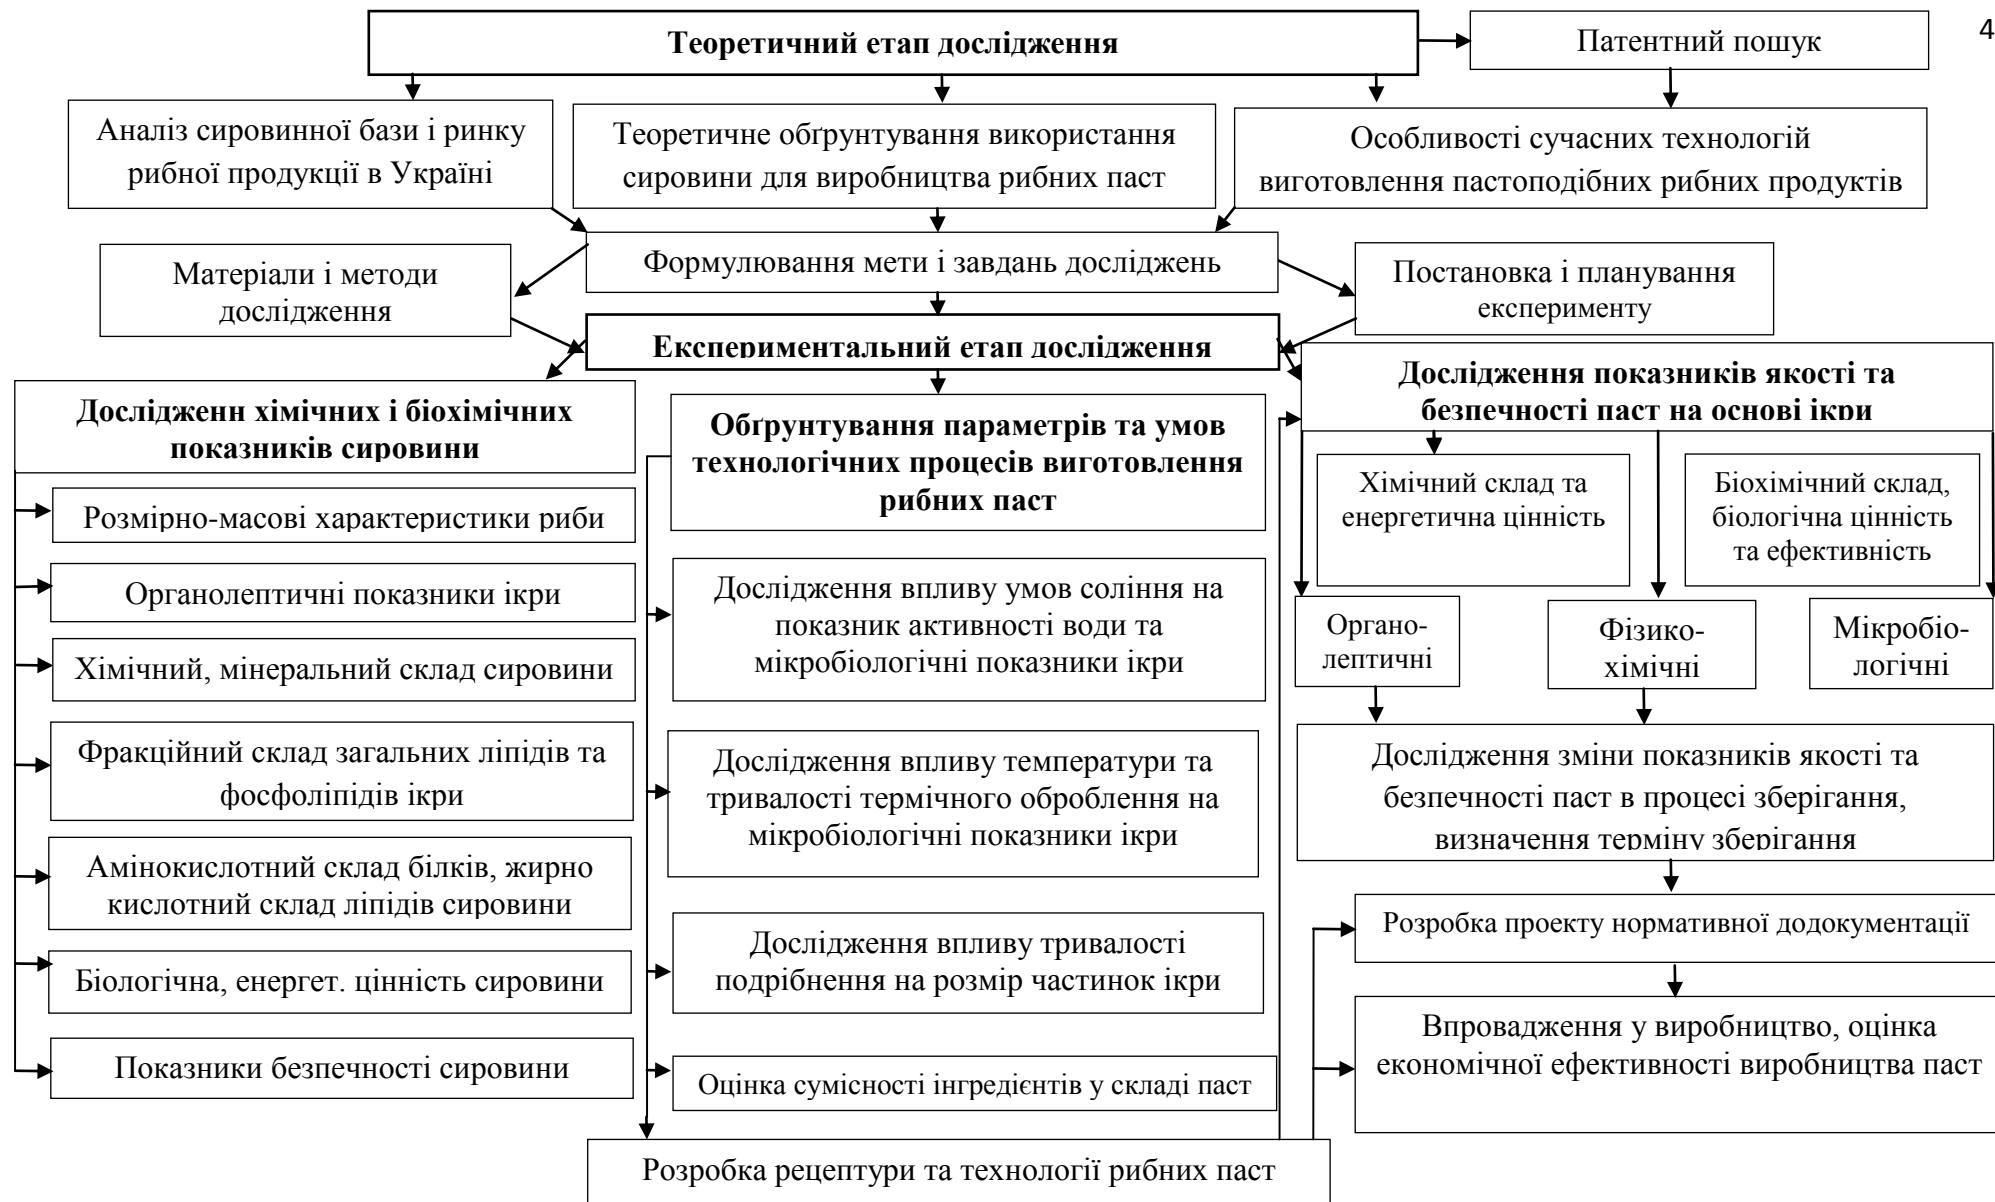 4
Теоретичний етап дослідження
Патентний пошук
Аналіз сировинної бази і ринку
рибної продукції в Україні
Теоретичне обґрунтування використання
сировини для виробництва рибних паст
Особливості сучасних технологій
виготовлення пастоподібних рибних продуктів
Матеріали і методи
дослідження
Формулювання мети і завдань досліджень
Постановка і планування
експерименту
Експериментальний етап дослідження
Дослідженн хімічних і біохімічних
показників сировини
Розмірно-масові характеристики риби
Органолептичні показники ікри
Хімічний, мінеральний склад сировини
Фракційний склад загальних ліпідів та
фосфоліпідів ікри
Амінокислотний склад білків, жирно
кислотний склад ліпідів сировини
Біологічна, енергет. цінність сировини
Показники безпечності сировини
Обґрунтування параметрів та умов
технологічних процесів виготовлення
рибних паст
Дослідження впливу умов соління на
показник активності води та
мікробіологічні показники ікри
Дослідження впливу температури та
тривалості термічного оброблення на
мікробіологічні показники ікри
Дослідження впливу тривалості
подрібнення на розмір частинок ікри
Оцінка сумісності інгредієнтів у складі паст
Розробка рецептури та технології рибних паст
Дослідження показників якості та
безпечності паст на основі ікри
Хімічний склад та
енергетична цінність
Біохімічний склад,
біологічна цінність
та ефективність
Органо-
лептичні
Фізико-
хімічні
Мікробіо-
логічні
Дослідження зміни показників якості та
безпечності паст в процесі зберігання,
визначення терміну зберігання
Розробка проекту нормативної додокументації
Впровадження у виробництво, оцінка
економічної ефективності виробництва паст